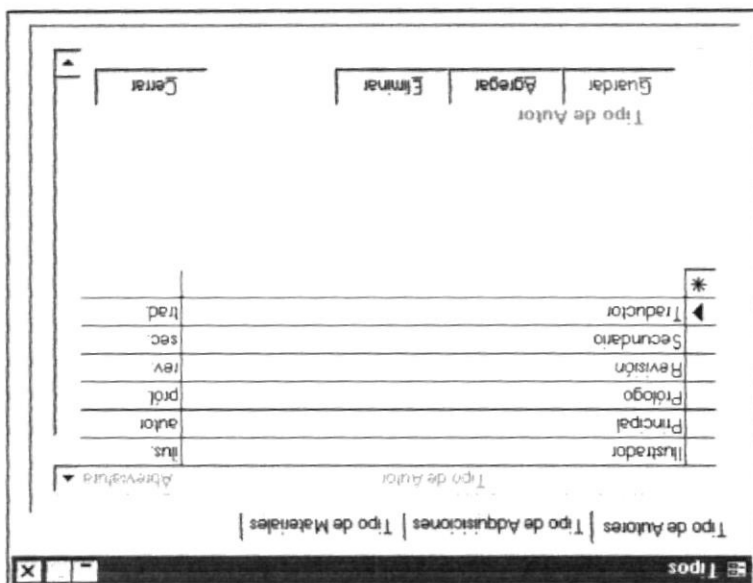 Tipos
Tipo de Autores Tipo de Adquisiciones Tipo de Materiales
Tipo de Autor Abreviatura
Ilustrador ilus.
Principal autor
Prólogo pról.
Revisión rev.
Secundario sec.
Traductor trad.
Tipo de Autor
Guardar Agregar Eliminar Cerrar